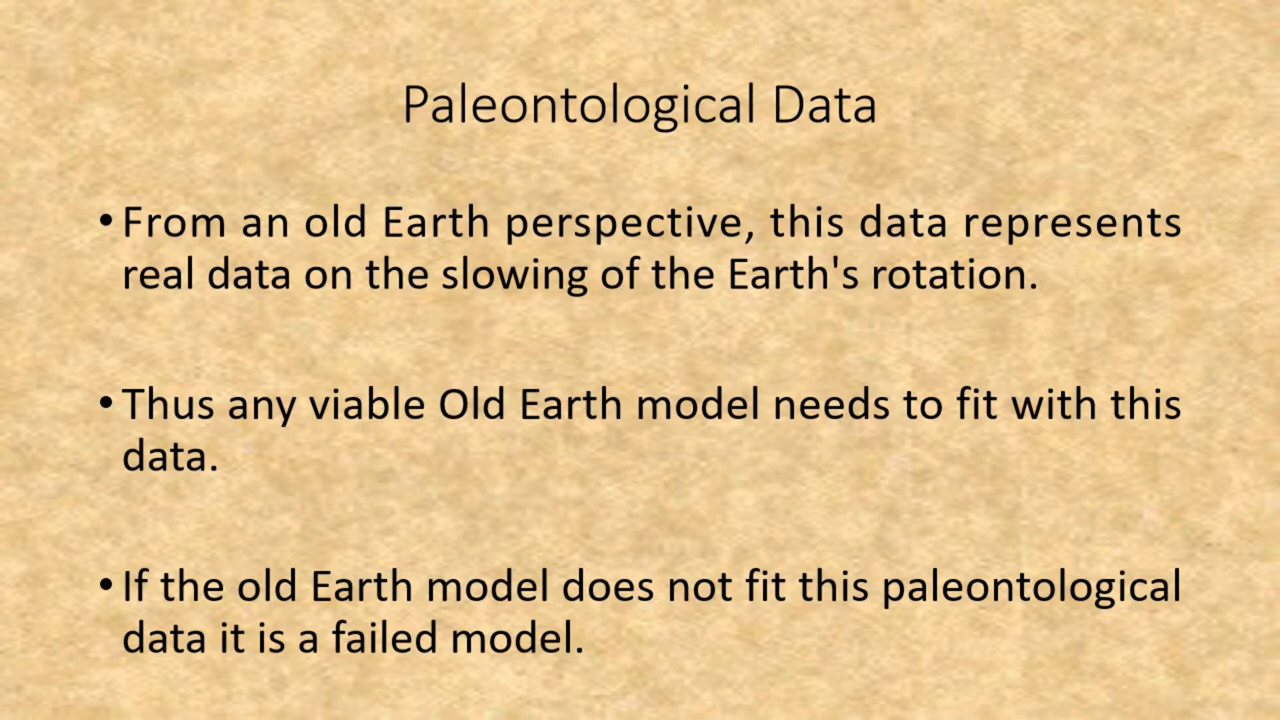 Paleontological Data
• From an old Earth perspective, this data represents
real data on the slowing of the Earth's rotation.
• Thus any viable Old Earth model needs to fit with this
data.
• If the old Earth model does not fit this paleontological
data it is a failed model.